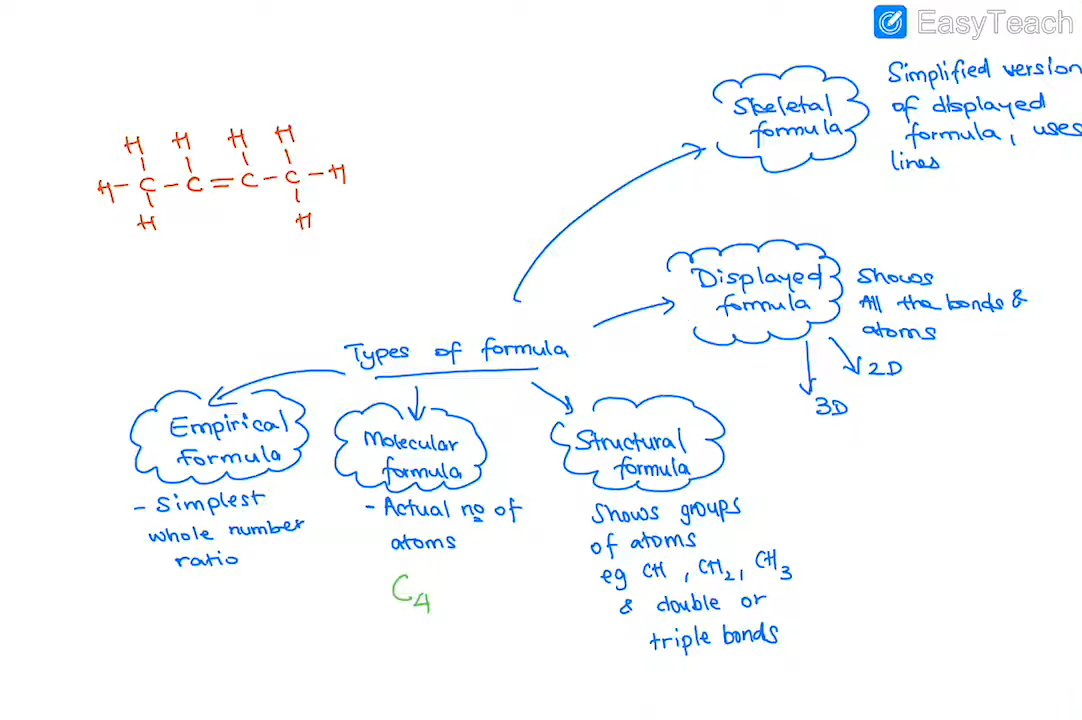 EasyTeach
Simplified version
of displayed
formula, uses
lines
Skeletal
formula
H H H H
H-C-C=C-C-H
H H
Displayed
formula
Shows
All the bonds &
atoms
2D
3D
Types of formula
Empirical
formula
- Simplest
whole number
ratio
Molecular
formula
- Actual no of
atoms
C4
Structural
formula
Shows groups
of atoms
eg CH, CH2, CH3
& double or
triple bonds